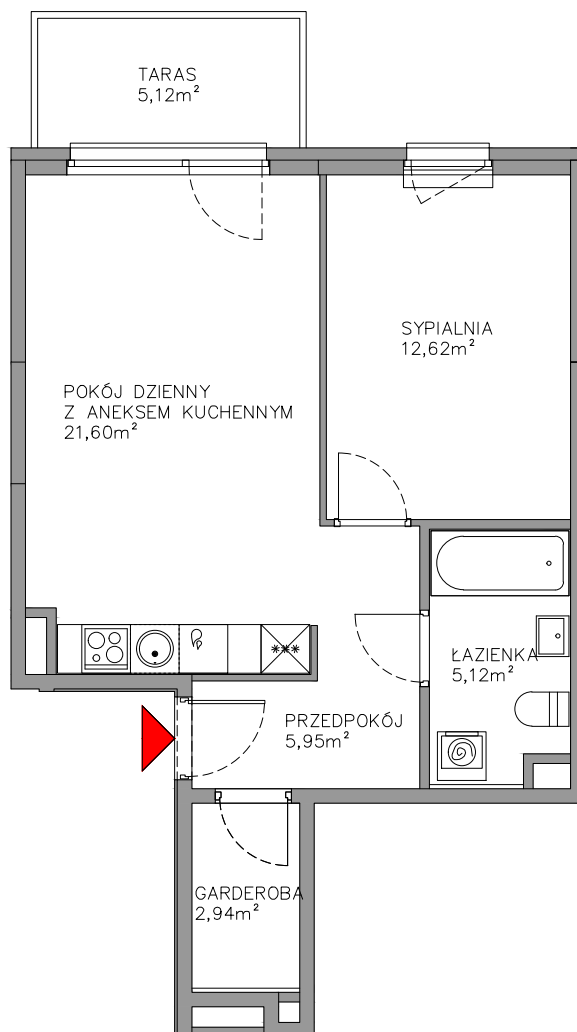 TARAS
5,12m²
SYPIALNIA
12,62m²
POKÓJ DZIENNY
Z ANEKSEM KUCHENNYM
21,60m²
ŁAZIENKA
5,12m²
PRZEDPOKÓJ
5,95m²
GARDEROBA
2,94m²